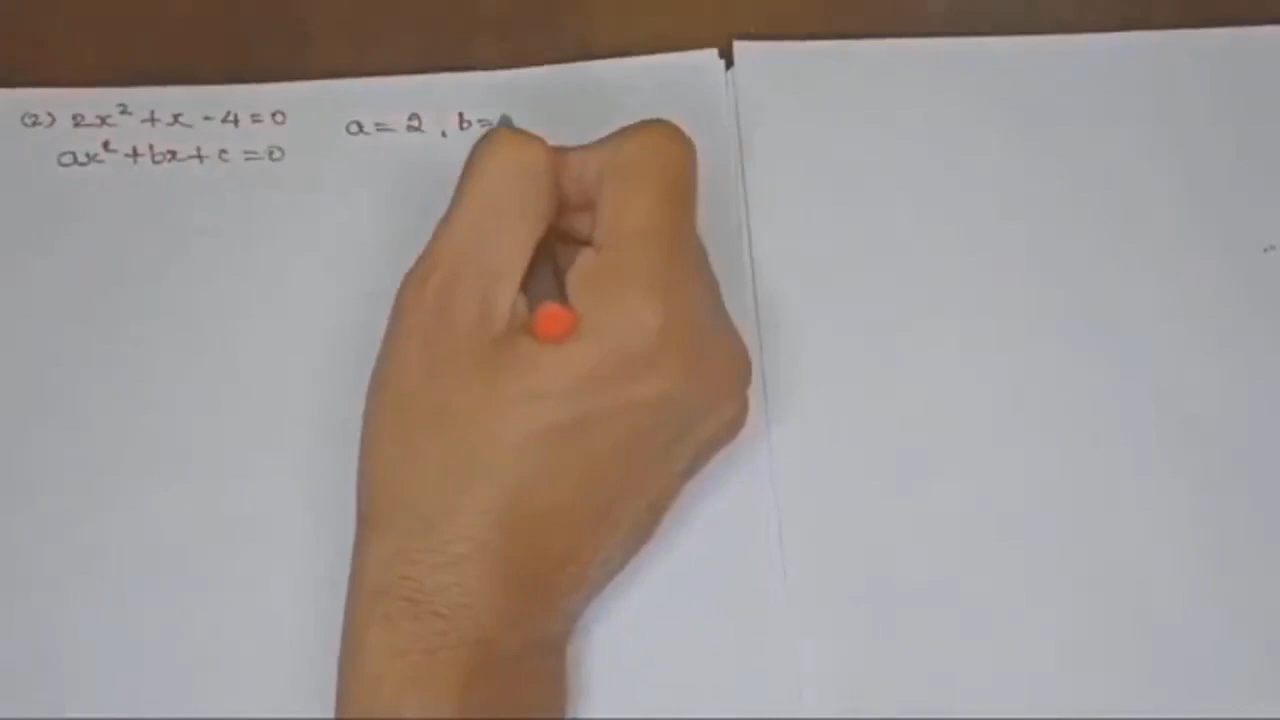 (2) 2x² + x - 4 = 0 a = 2, b =
ax² + bx + c = 0